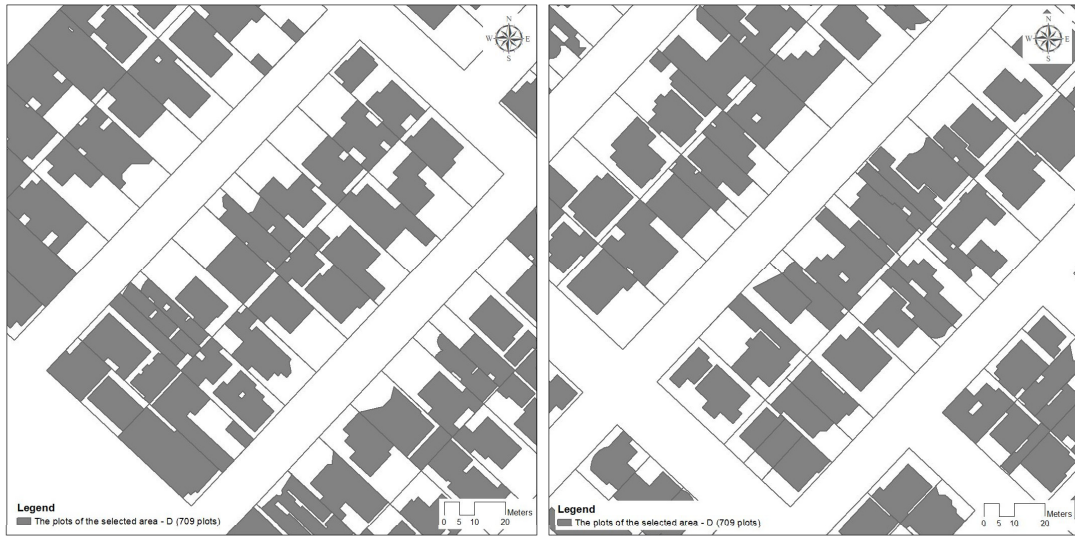 N
W E
S
Legend
The plots of the selected area - D (709 plots)
Meters
0 5 10 20
N
W E
S
Legend
The plots of the selected area - D (709 plots)
Meters
0 5 10 20